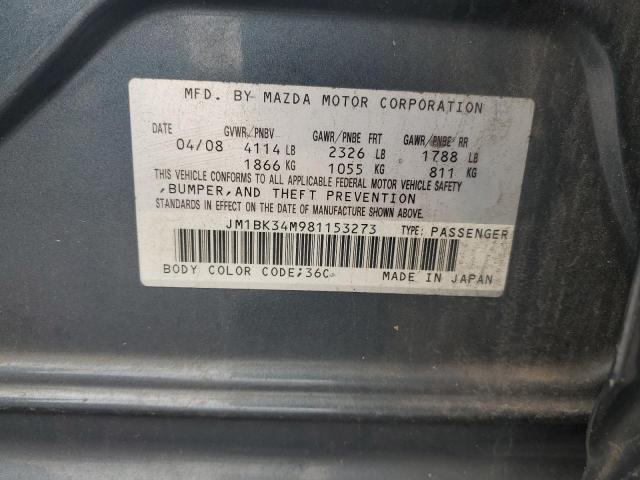 MFD. BY MAZDA MOTOR CORPORATION
DATE GVWR/PNBV GAWR/PNBE FRT GAWR/PNBE RR
04/08 4114 LB 2326 LB 1788 LB
1866 KG 1055 KG 811 KG
THIS VEHICLE CONFORMS TO ALL APPLICABLE FEDERAL MOTOR VEHICLE SAFETY
,BUMPER,AND THEFT PREVENTION
STANDARDS IN EFFECT ON THE DATE OF MANUFACTURE SHOWN ABOVE.
JM1BK34M981153273 TYPE: PASSENGER
BODY COLOR CODE;36C MADE IN JAPAN